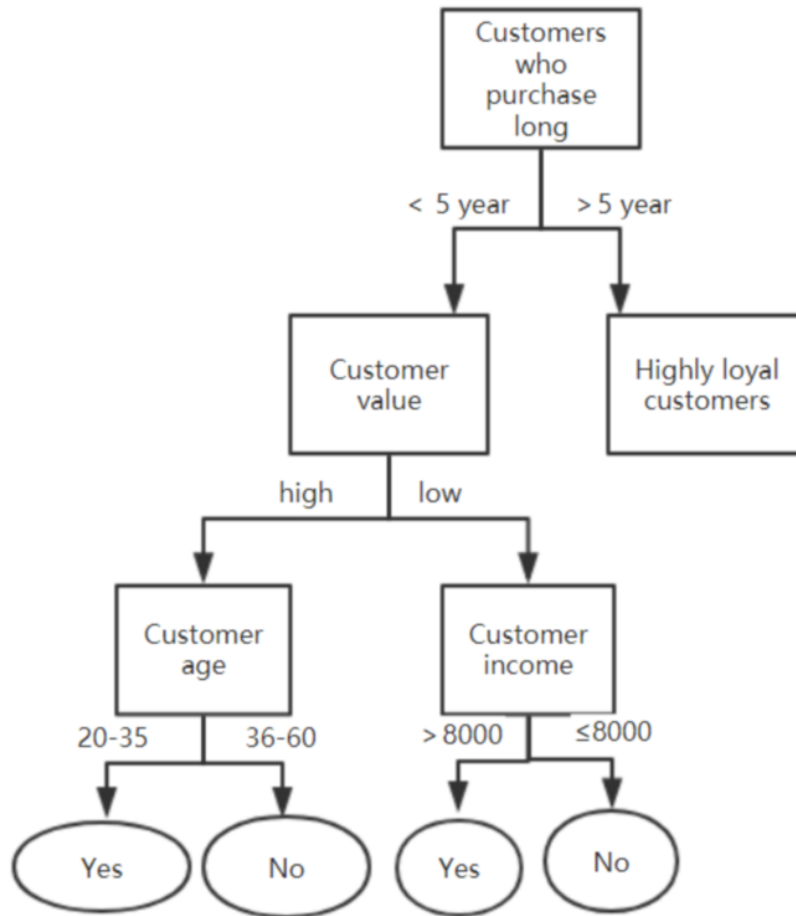 Customers
who
purchase
long
< 5 year
> 5 year
Customer
value
Highly loyal
customers
high
low
Customer
age
Customer
income
20-35
36-60
> 8000
≤8000
Yes
No
Yes
No